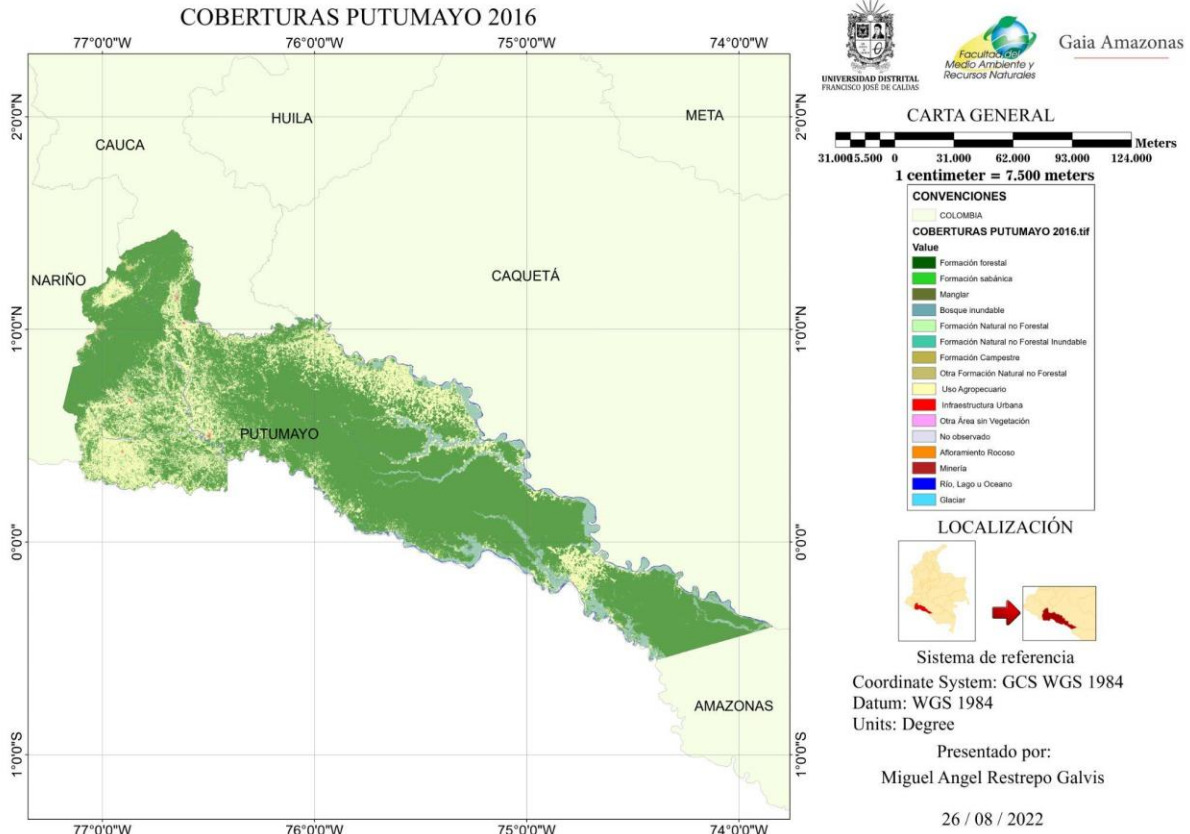 COBERTURAS PUTUMAYO 2016
77°0'0"W 76°0'0"W 75°0'0"W 74°0'0"W
2°0'0"N 2°0'0"N
HUILA
META
CAUCA
NARIÑO
CAQUETÁ
1°0'0"N 1°0'0"N
PUTUMAYO
0°0'0" 0°0'0"
AMAZONAS
1°0'0"S 1°0'0"S
77°0'0"W 76°0'0"W 75°0'0"W 74°0'0"W
UNIVERSIDAD DISTRITAL
FRANCISCO JOSÉ DE CALDAS
Facultad del
Medio Ambiente y
Recursos Naturales
Gaia Amazonas
CARTA GENERAL
Meters
31.000 15.500 0 31.000 62.000 93.000 124.000
1 centimeter = 7.500 meters
CONVENCIONES
COLOMBIA
COBERTURAS PUTUMAYO 2016.tif
Value
Formación forestal
Formación sabánica
Manglar
Bosque inundable
Formación Natural no Forestal
Formación Natural no Forestal Inundable
Formación Campestre
Otra Formación Natural no Forestal
Uso Agropecuario
Infraestructura Urbana
Otra Área sin Vegetación
No observado
Afloramiento Rocoso
Minería
Río, Lago u Oceano
Glaciar
LOCALIZACIÓN
Sistema de referencia
Coordinate System: GCS WGS 1984
Datum: WGS 1984
Units: Degree
Presentado por:
Miguel Angel Restrepo Galvis
26 / 08 / 2022